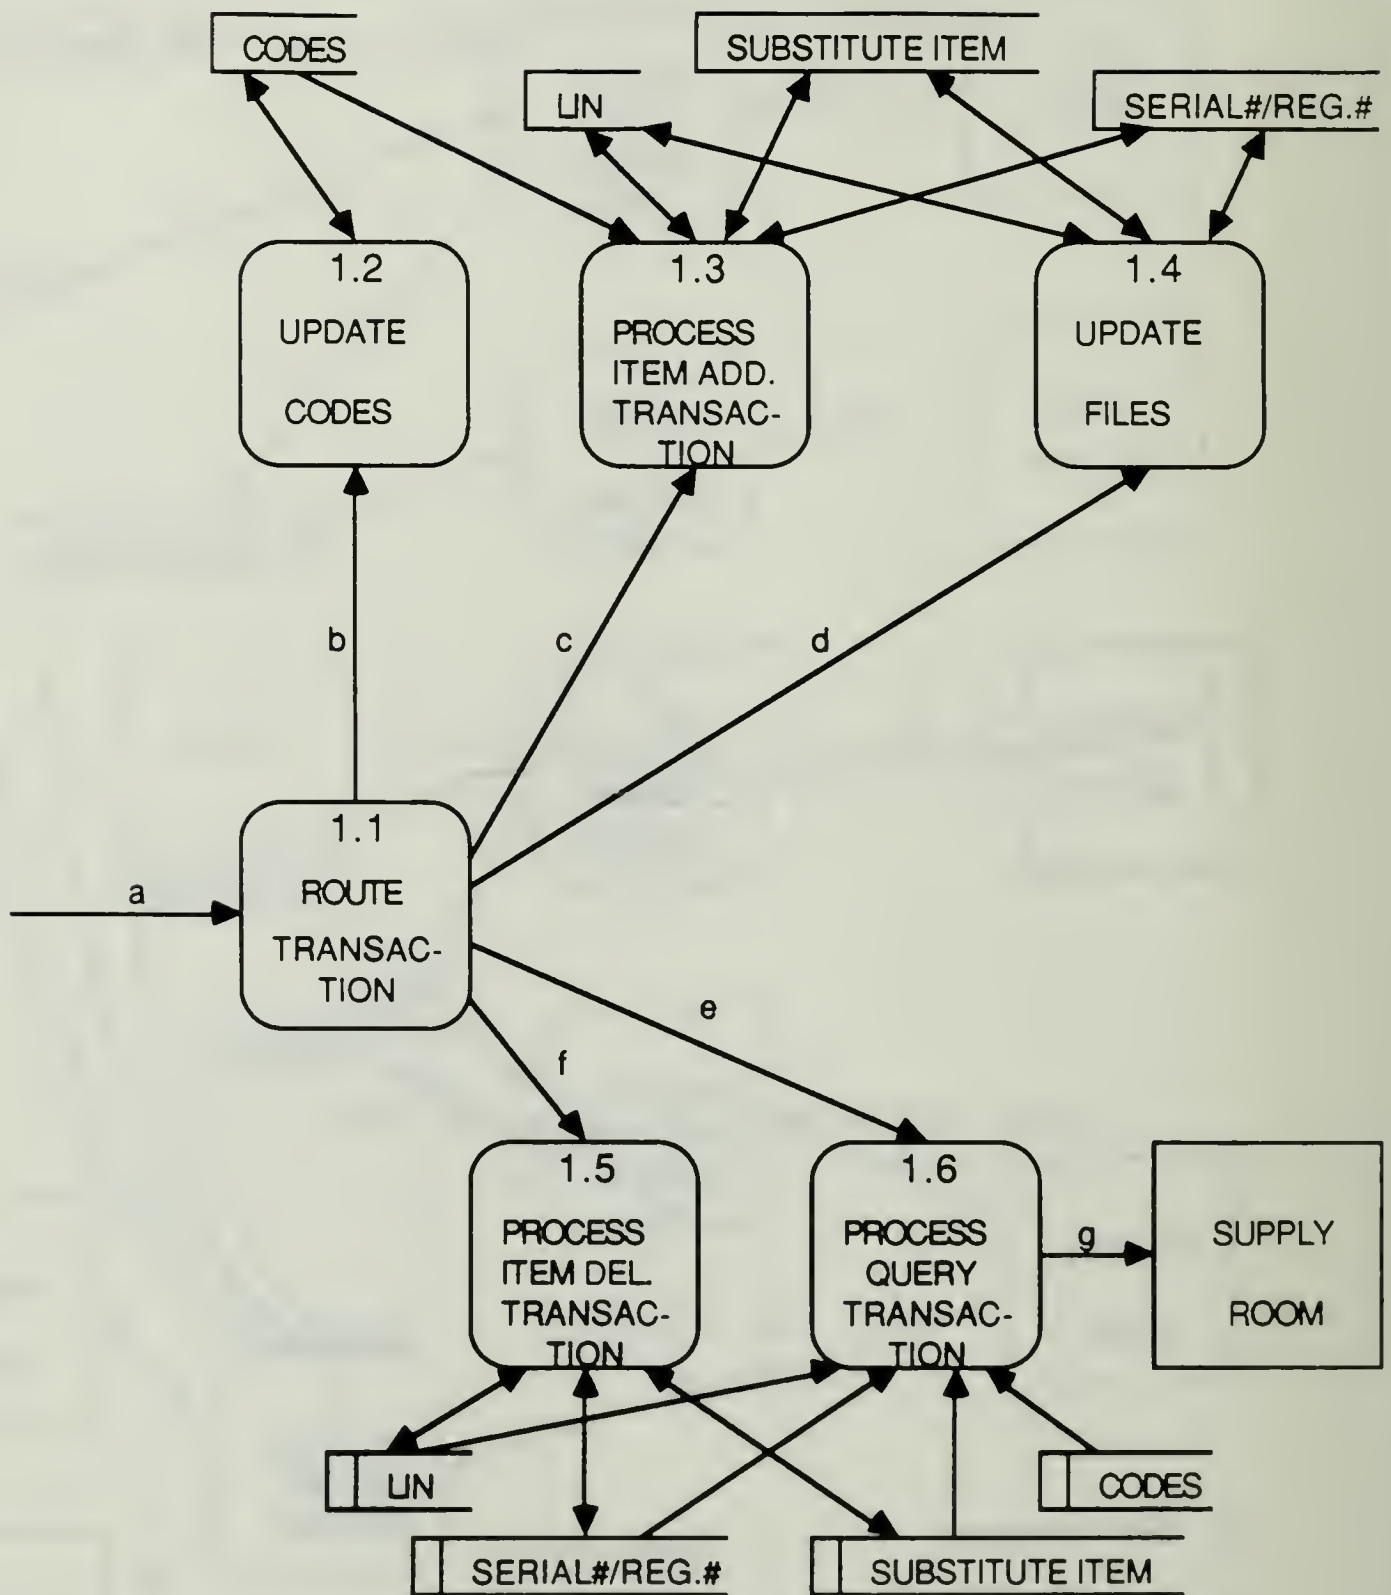 CODES
SUBSTITUTE ITEM
LIN
SERIAL#/REG.#
1.2
UPDATE
CODES
1.3
PROCESS
ITEM ADD.
TRANSAC-
TION
1.4
UPDATE
FILES
b
c
d
1.1
ROUTE
TRANSAC-
TION
a
e
f
1.5
PROCESS
ITEM DEL.
TRANSAC-
TION
1.6
PROCESS
QUERY
TRANSAC-
TION
g
SUPPLY
ROOM
LIN
CODES
SERIAL#/REG.#
SUBSTITUTE ITEM